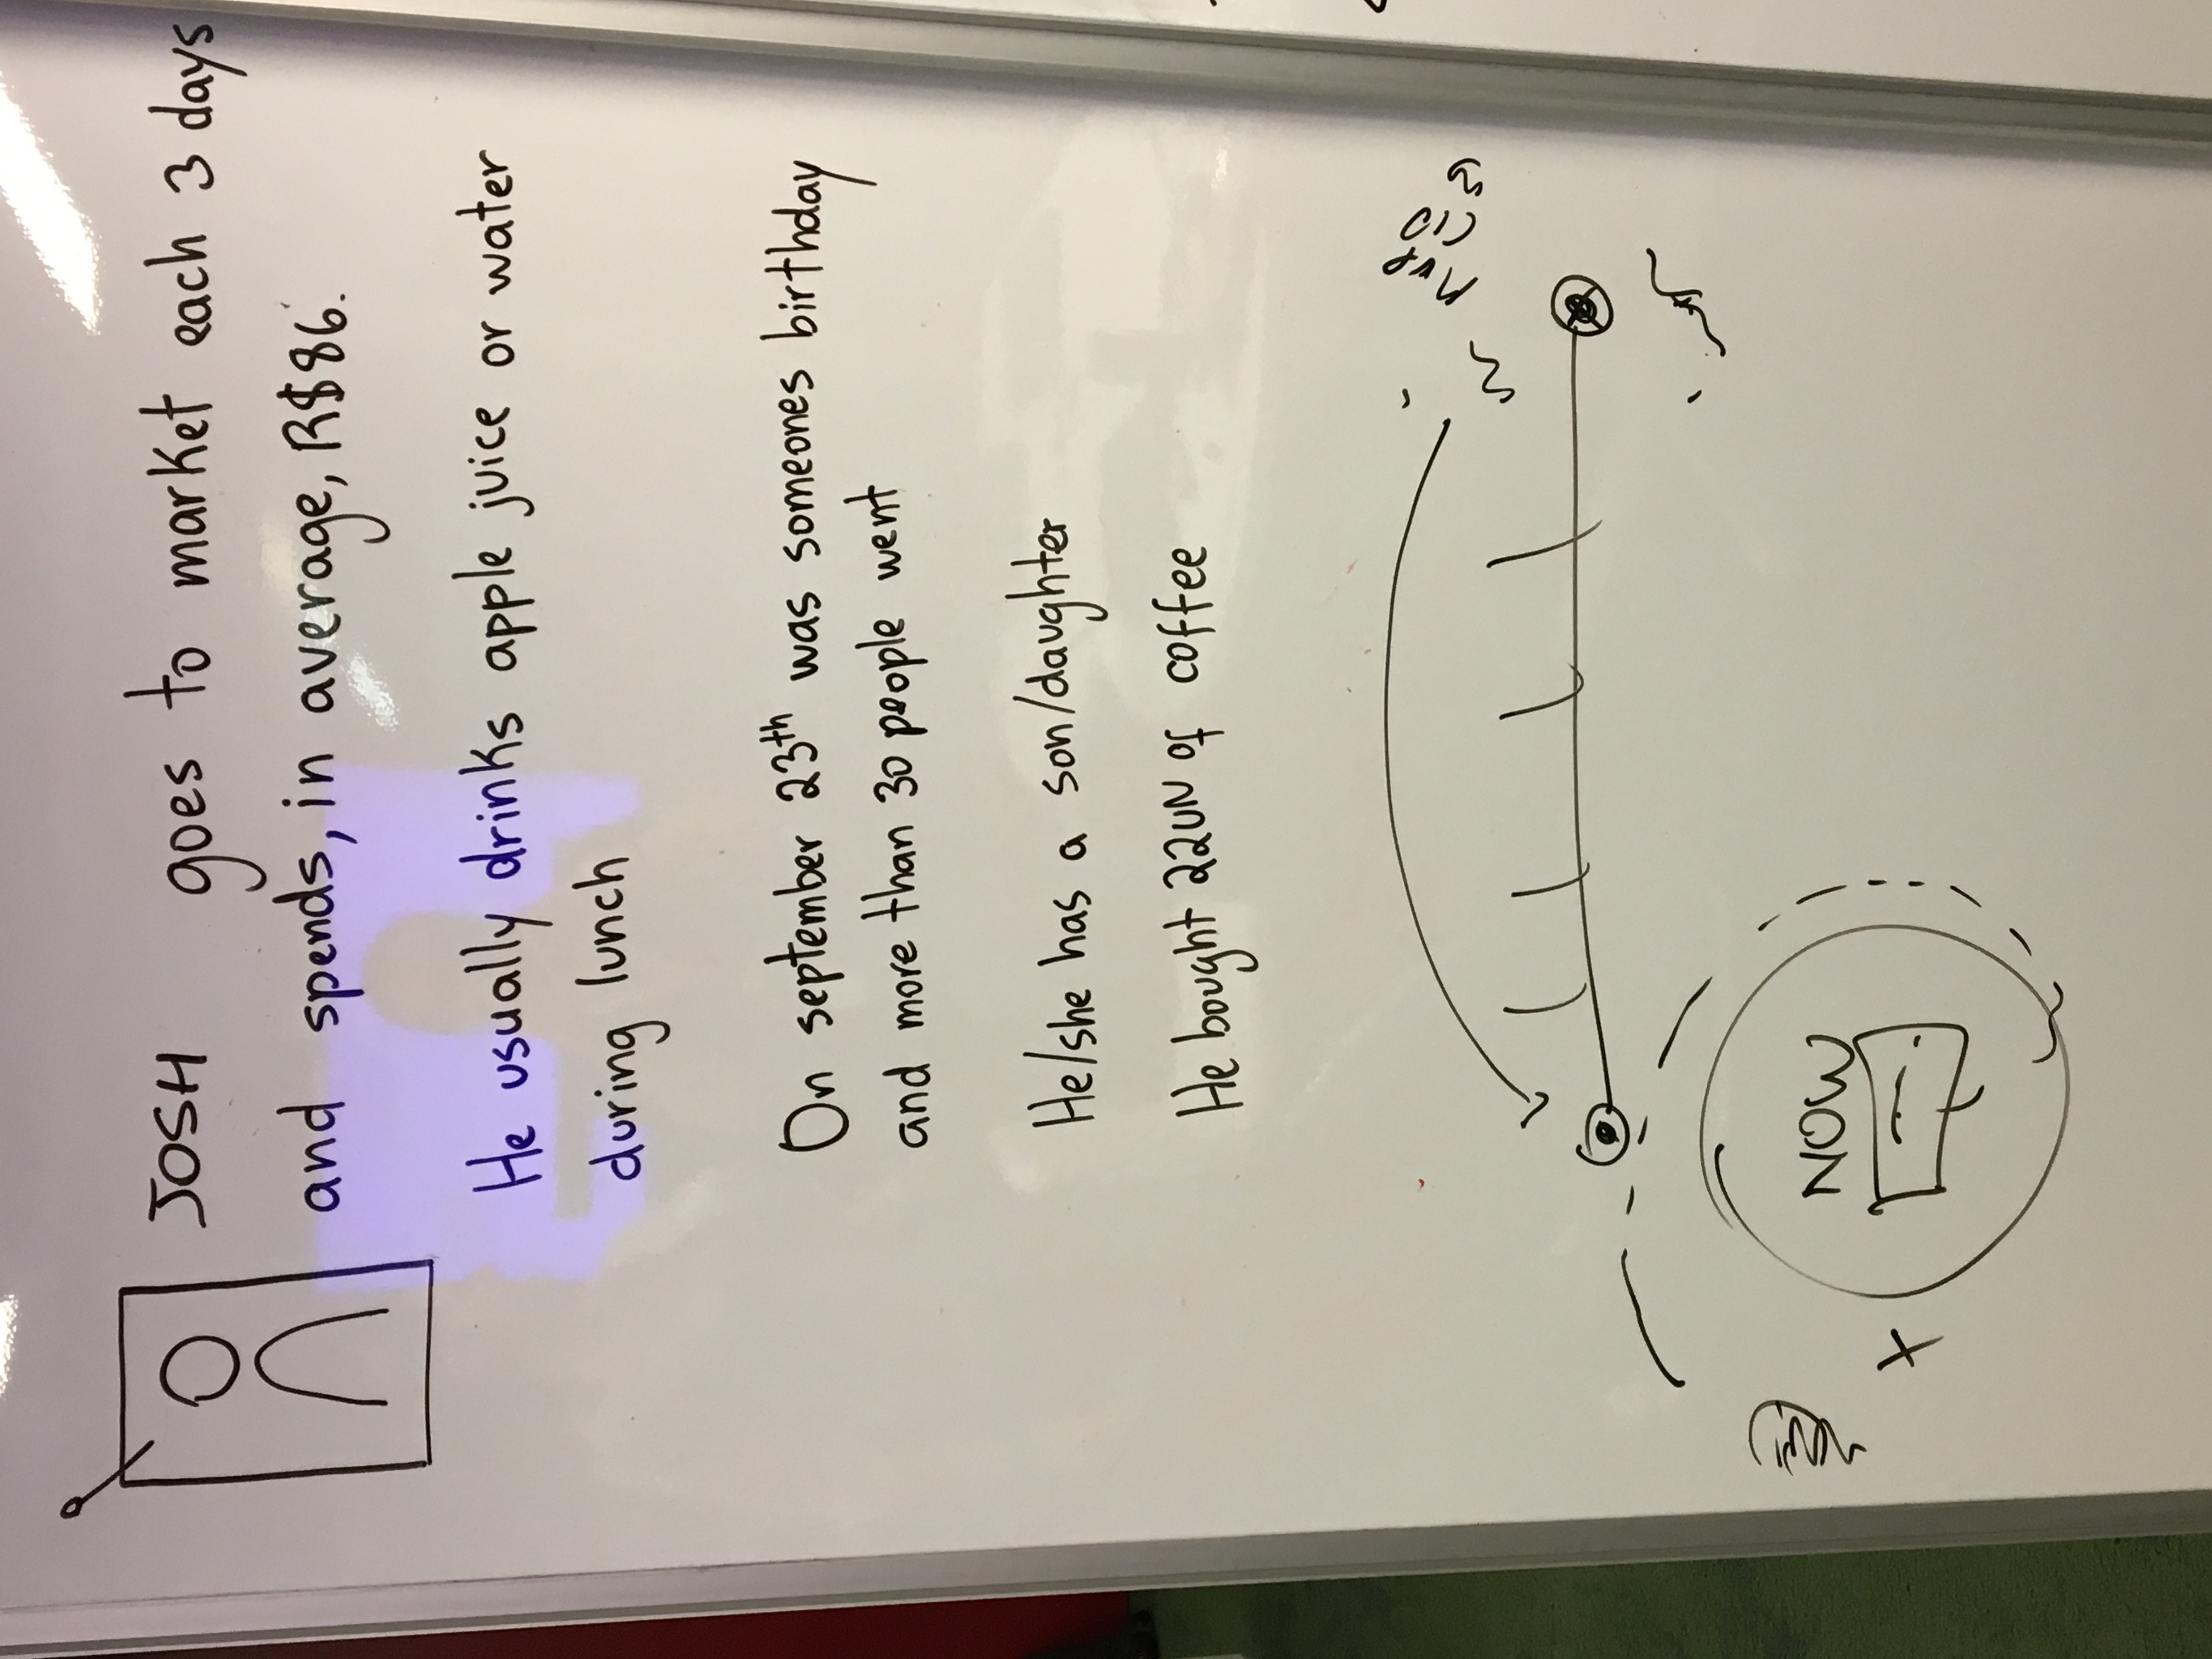 JOSH goes to market each 3 days
and spends, in average, R$86.
He usually drinks apple juice or water
during lunch
On september 23th was someones birthday
and more than 30 people went
He/she has a son/daughter
He bought 22UN of coffee
NOW